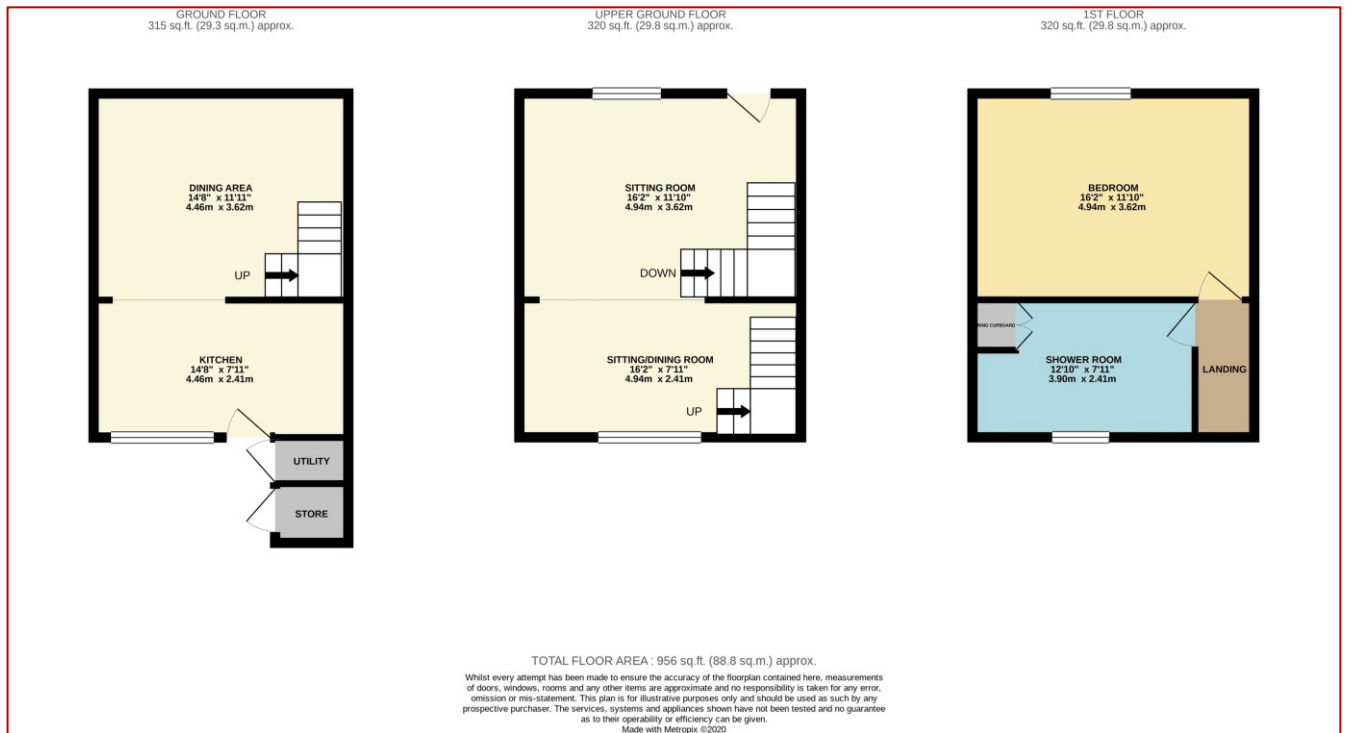 GROUND FLOOR
315 sq.ft. (29.3 sq.m.) approx.
UPPER GROUND FLOOR
320 sq.ft. (29.8 sq.m.) approx.
1ST FLOOR
320 sq.ft. (29.8 sq.m.) approx.
DINING AREA
14'8" x 11'11"
4.46m x 3.62m
UP
KITCHEN
14'8" x 7'11"
4.46m x 2.41m
UTILITY
STORE
SITTING ROOM
16'2" x 11'10"
4.94m x 3.62m
DOWN
SITTING/DINING ROOM
16'2" x 7'11"
4.94m x 2.41m
UP
BEDROOM
16'2" x 11'10"
4.94m x 3.62m
CUPBOARD
SHOWER ROOM
12'10" x 7'11"
3.90m x 2.41m
LANDING
TOTAL FLOOR AREA : 956 sq.ft. (88.8 sq.m.) approx.
Whilst every attempt has been made to ensure the accuracy of the floorplan contained here, measurements
of doors, windows, rooms and any other items are approximate and no responsibility is taken for any error,
omission or mis-statement. This plan is for illustrative purposes only and should be used as such by any
prospective purchaser. The services, systems and appliances shown have not been tested and no guarantee
as to their operability or efficiency can be given.
Made with Metropix ©2020